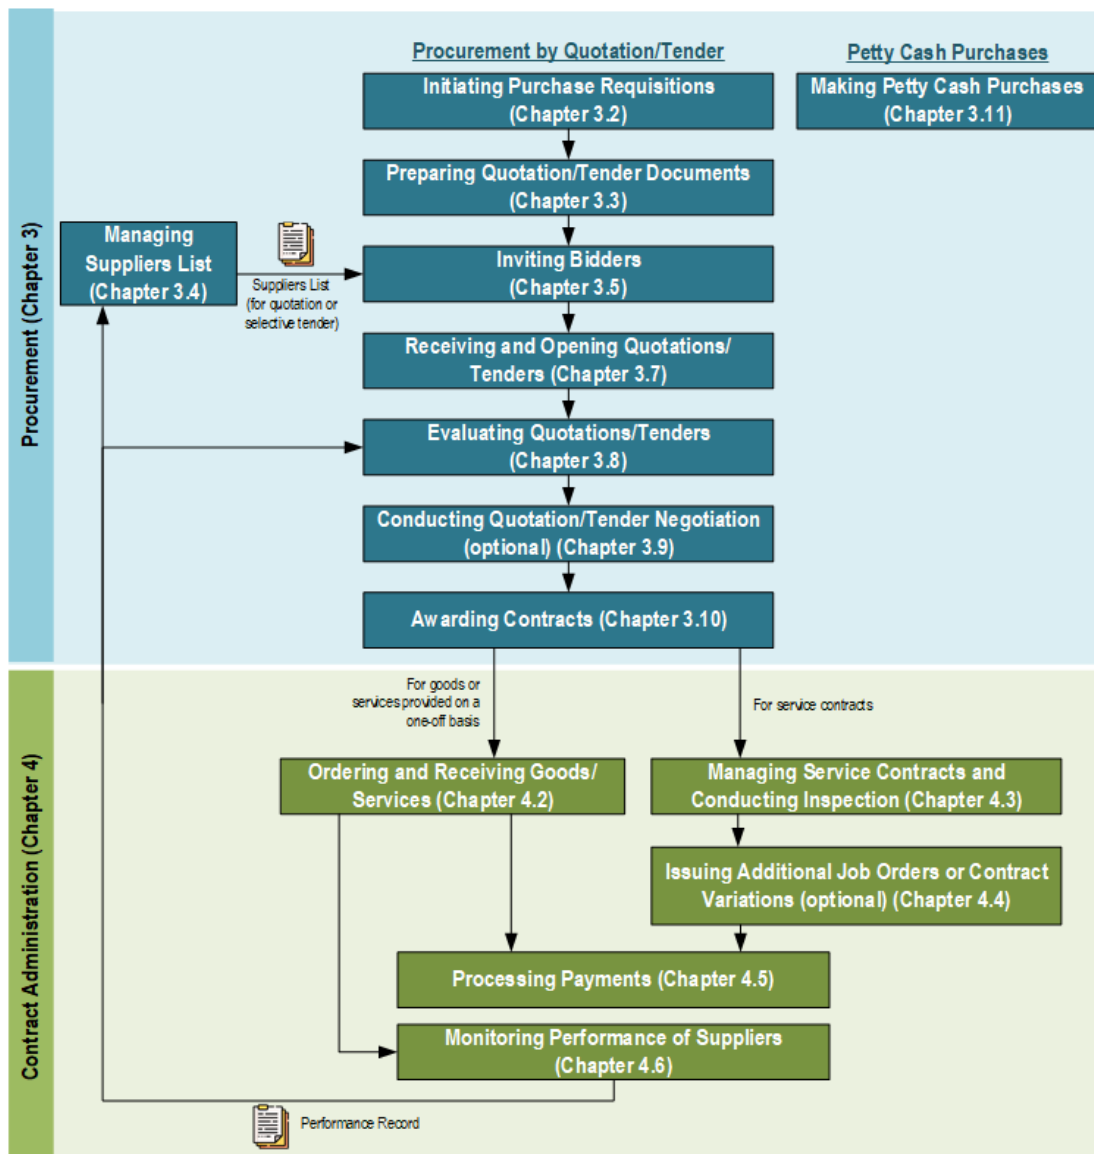 Procurement by Quotation/Tender
Petty Cash Purchases
Initiating Purchase Requisitions
(Chapter 3.2)
Making Petty Cash Purchases
(Chapter 3.11)
Preparing Quotation/Tender Documents
(Chapter 3.3)
Procurement (Chapter 3)
Managing
Suppliers List
(Chapter 3.4)
Suppliers List
(for quotation or
selective tender)
Inviting Bidders
(Chapter 3.5)
Receiving and Opening Quotations/
Tenders (Chapter 3.7)
Evaluating Quotations/Tenders
(Chapter 3.8)
Conducting Quotation/Tender Negotiation
(optional) (Chapter 3.9)
Awarding Contracts (Chapter 3.10)
Contract Administration (Chapter 4)
For goods or
services provided on a
one-off basis
For service contracts
Ordering and Receiving Goods/
Services (Chapter 4.2)
Managing Service Contracts and
Conducting Inspection (Chapter 4.3)
Issuing Additional Job Orders or Contract
Variations (optional) (Chapter 4.4)
Processing Payments (Chapter 4.5)
Monitoring Performance of Suppliers
(Chapter 4.6)
Performance Record